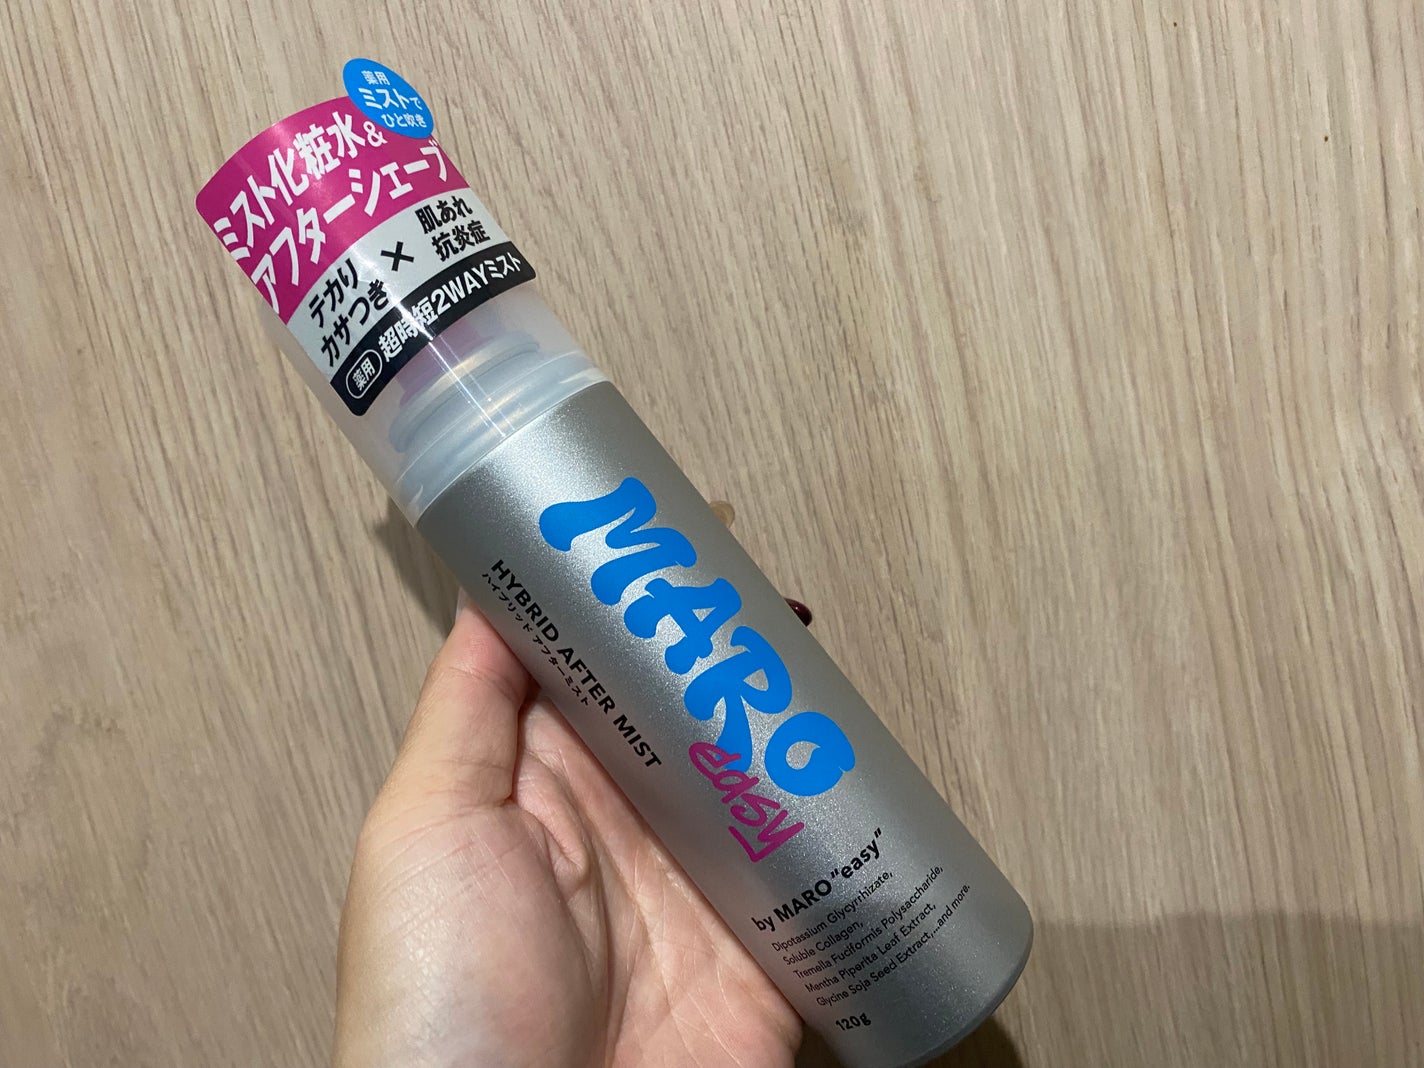 薬用
ミストで
ひと吹き
ミスト化粧水&
アフターシェーブ
テカリ
カサつき
×
肌あれ
抗炎症
薬用 超時短2WAYミスト
MARO
easy
HYBRID AFTER MIST
ハイブリッド アフターミスト
by MARO "easy"
Dipotassium Glycyrrhizate,
Soluble Collagen,
Tremella Fuciformis Polysaccharide,
Mentha Piperita Leaf Extract,
Glycine Soja Seed Extract,...and more.
120g